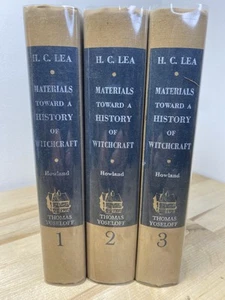 H. C. LEA
MATERIALS
TOWARD A
HISTORY
OF
WITCHCRAFT
Howland
THOMAS
YOSELOFF
1
H. C. LEA
MATERIALS
TOWARD A
HISTORY
OF
WITCHCRAFT
Howland
THOMAS
YOSELOFF
2
H. C. LEA
MATERIALS
TOWARD A
HISTORY
OF
WITCHCRAFT
Howland
THOMAS
YOSELOFF
3